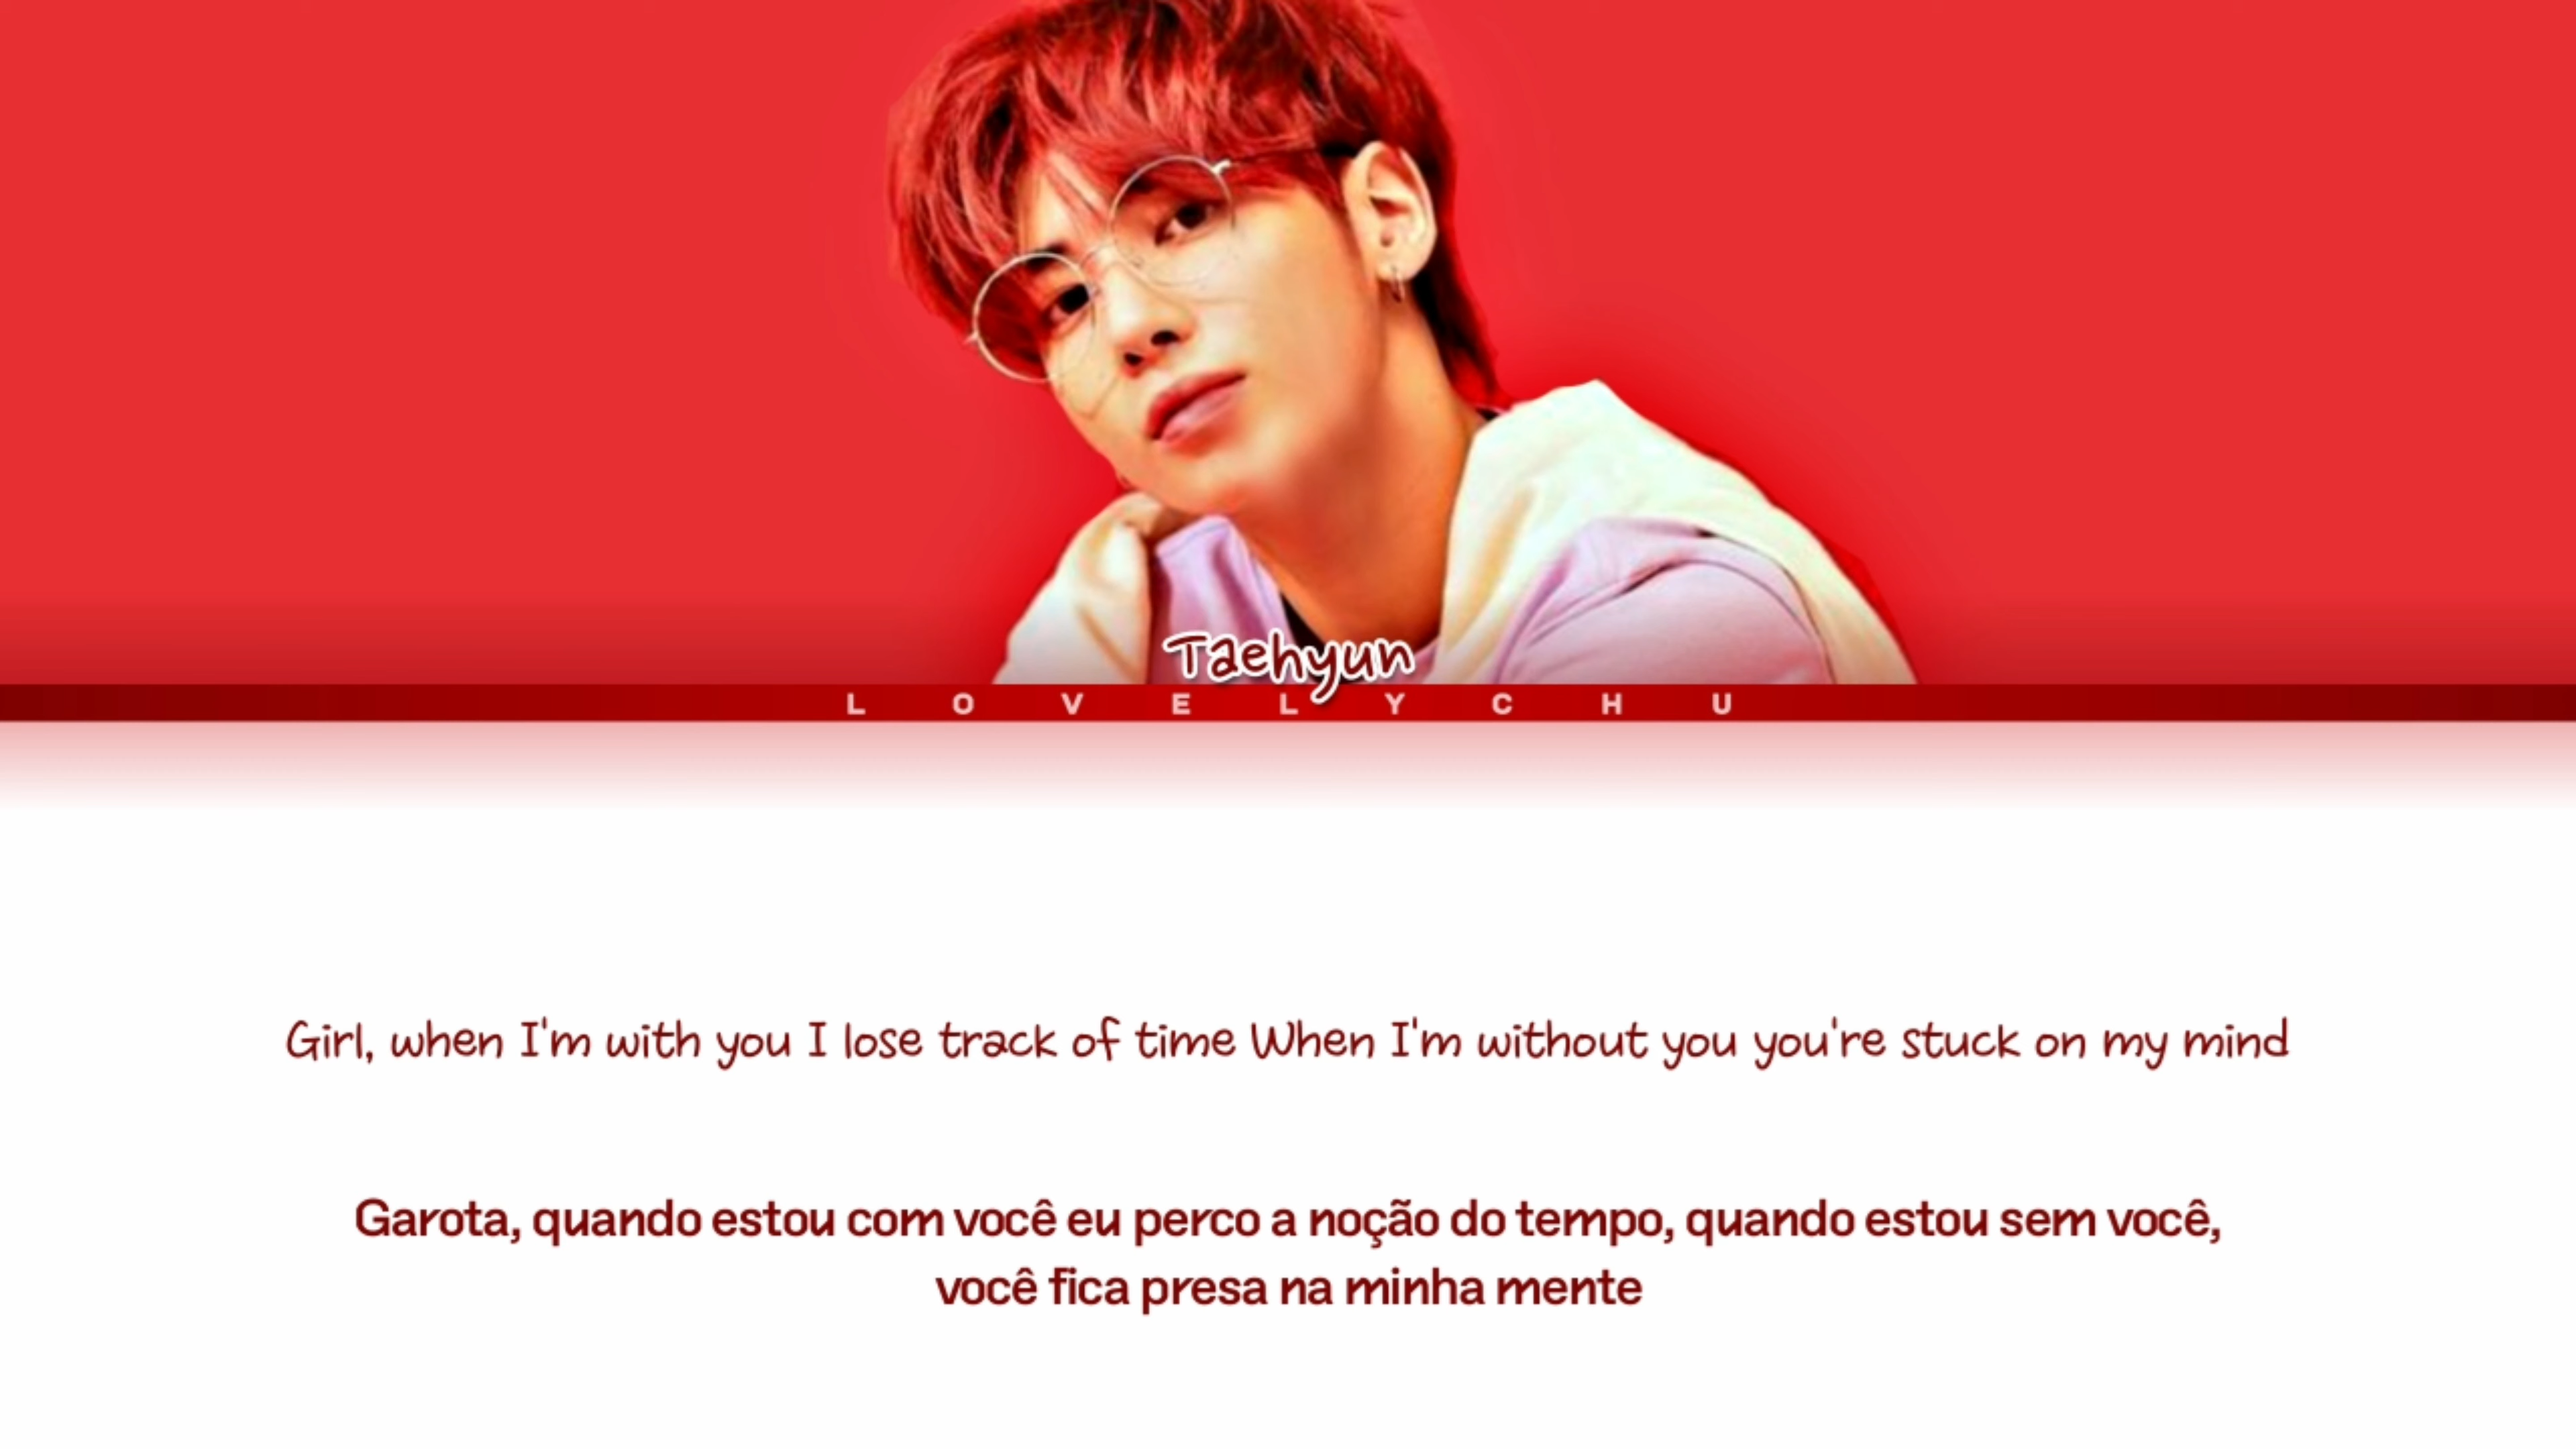 Taehyun
LOVELYCHU
Girl, when I'm with you I lose track of time When I'm without you you're stuck on my mind
Garota, quando estou com você eu perco a noção do tempo, quando estou sem você,
você fica presa na minha mente